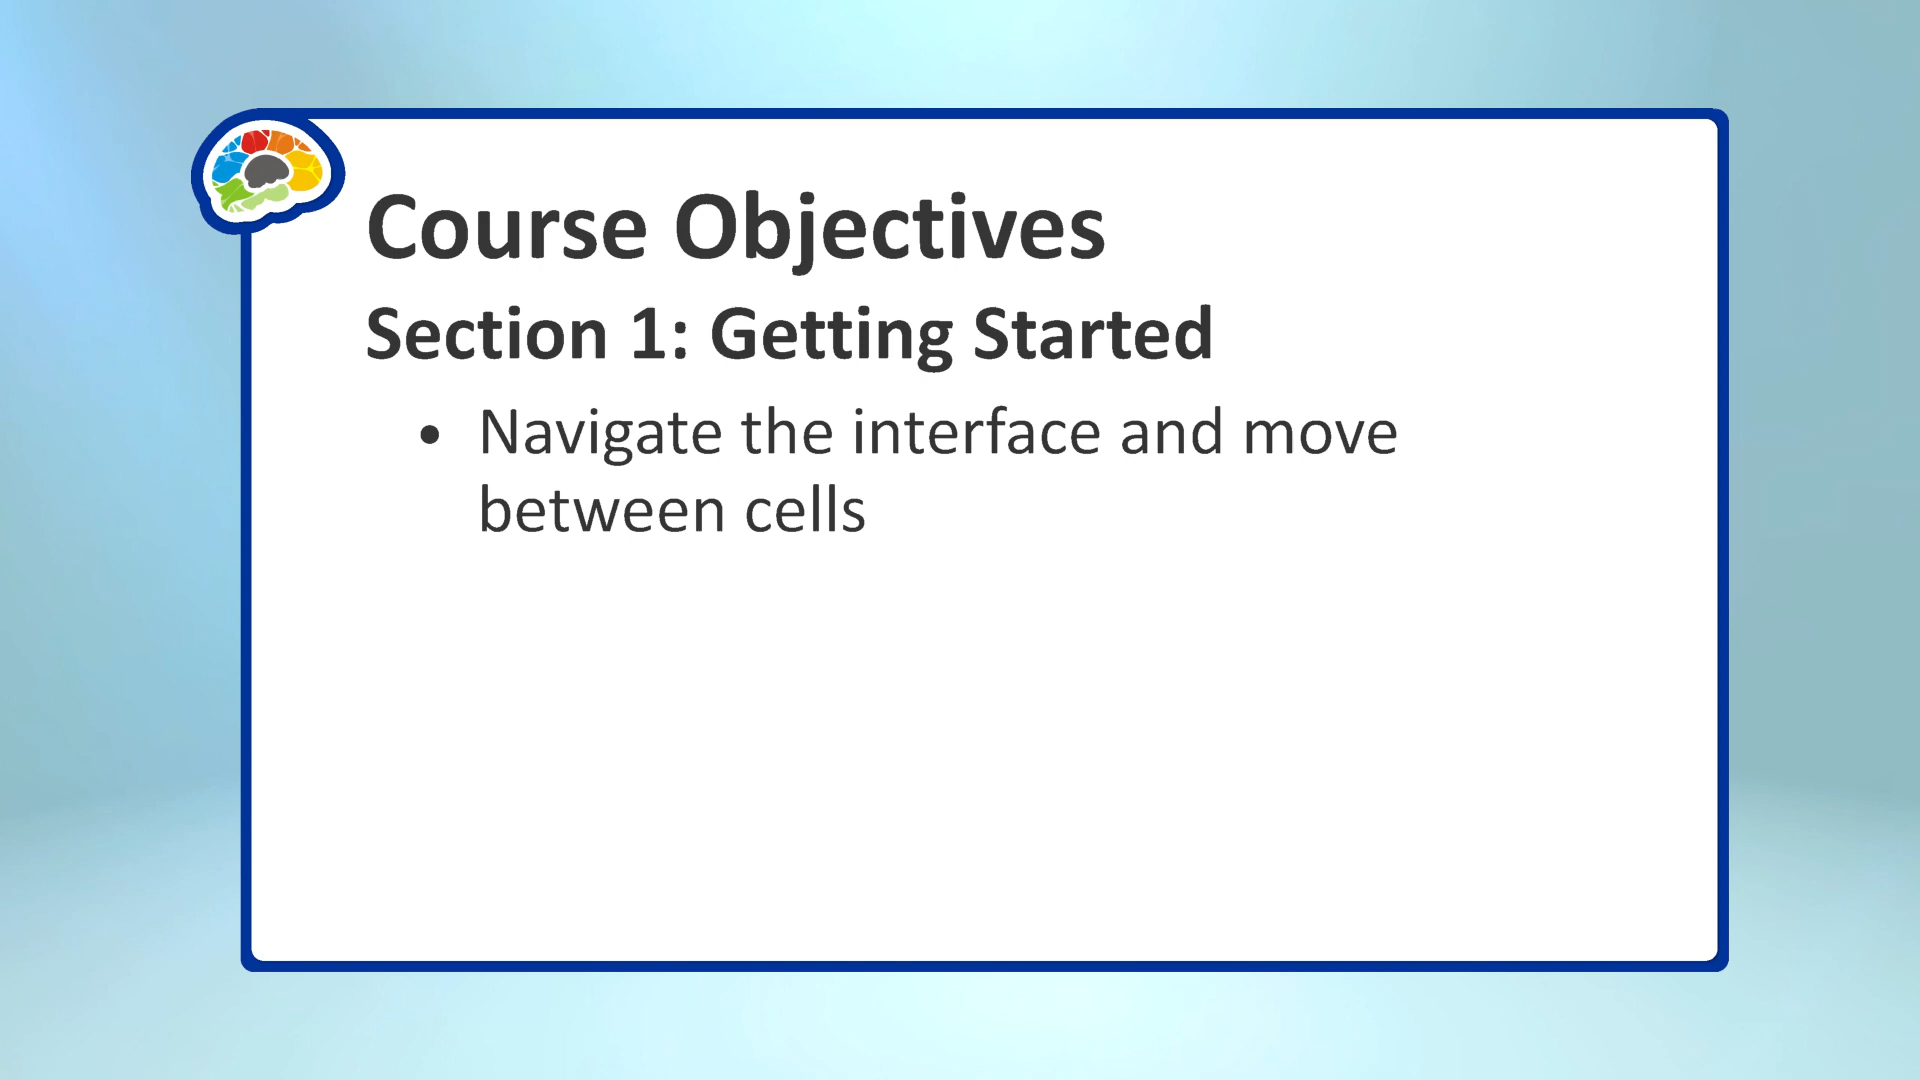 Course Objectives
Section 1: Getting Started
• Navigate the interface and move
between cells